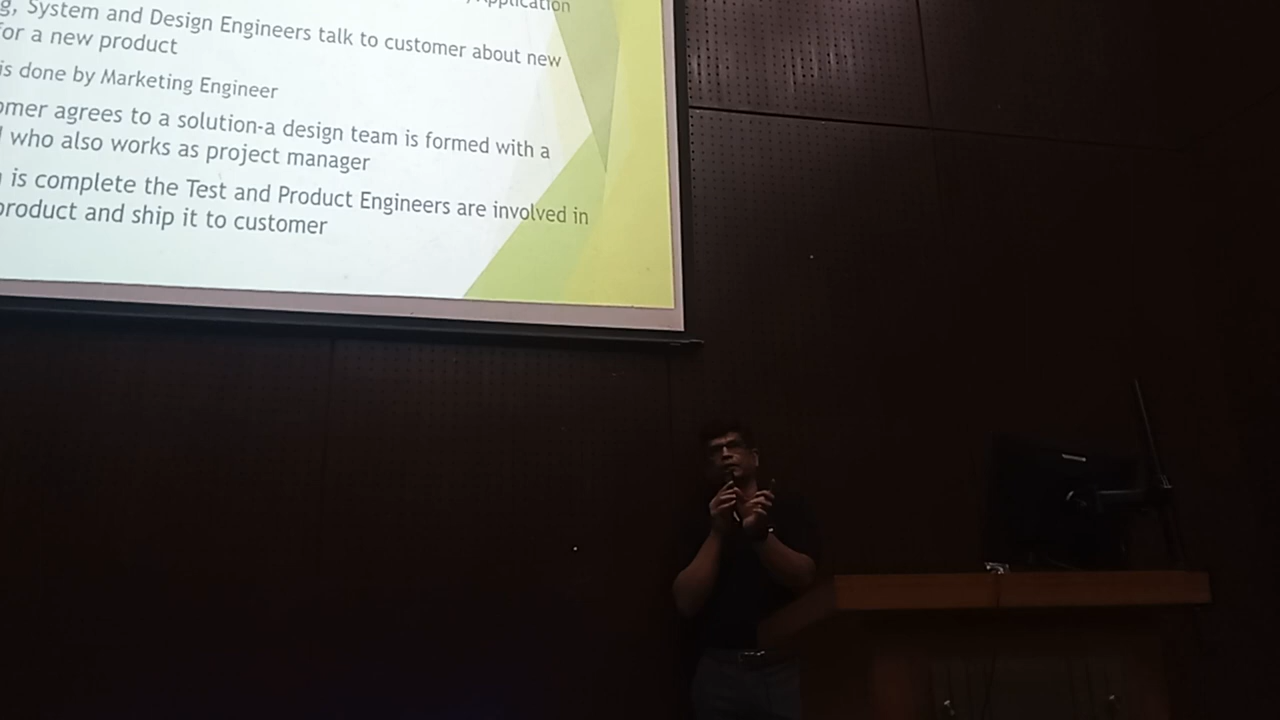 Application
g, System and Design Engineers talk to customer about new
for a new product
is done by Marketing Engineer
omer agrees to a solution-a design team is formed with a
who also works as project manager
is complete the Test and Product Engineers are involved in
product and ship it to customer